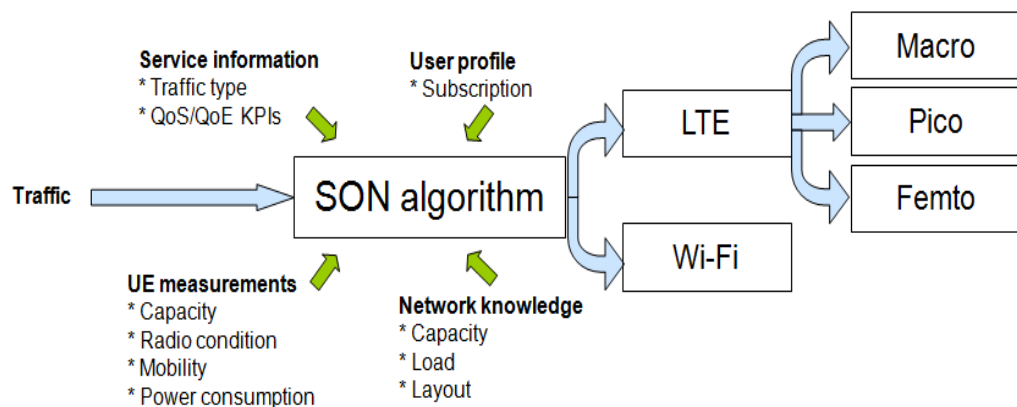 Service information
* Traffic type
* QoS/QoE KPIs
User profile
* Subscription
Traffic
SON algorithm
UE measurements
* Capacity
* Radio condition
* Mobility
* Power consumption
Network knowledge
* Capacity
* Load
* Layout
LTE
Wi-Fi
Macro
Pico
Femto